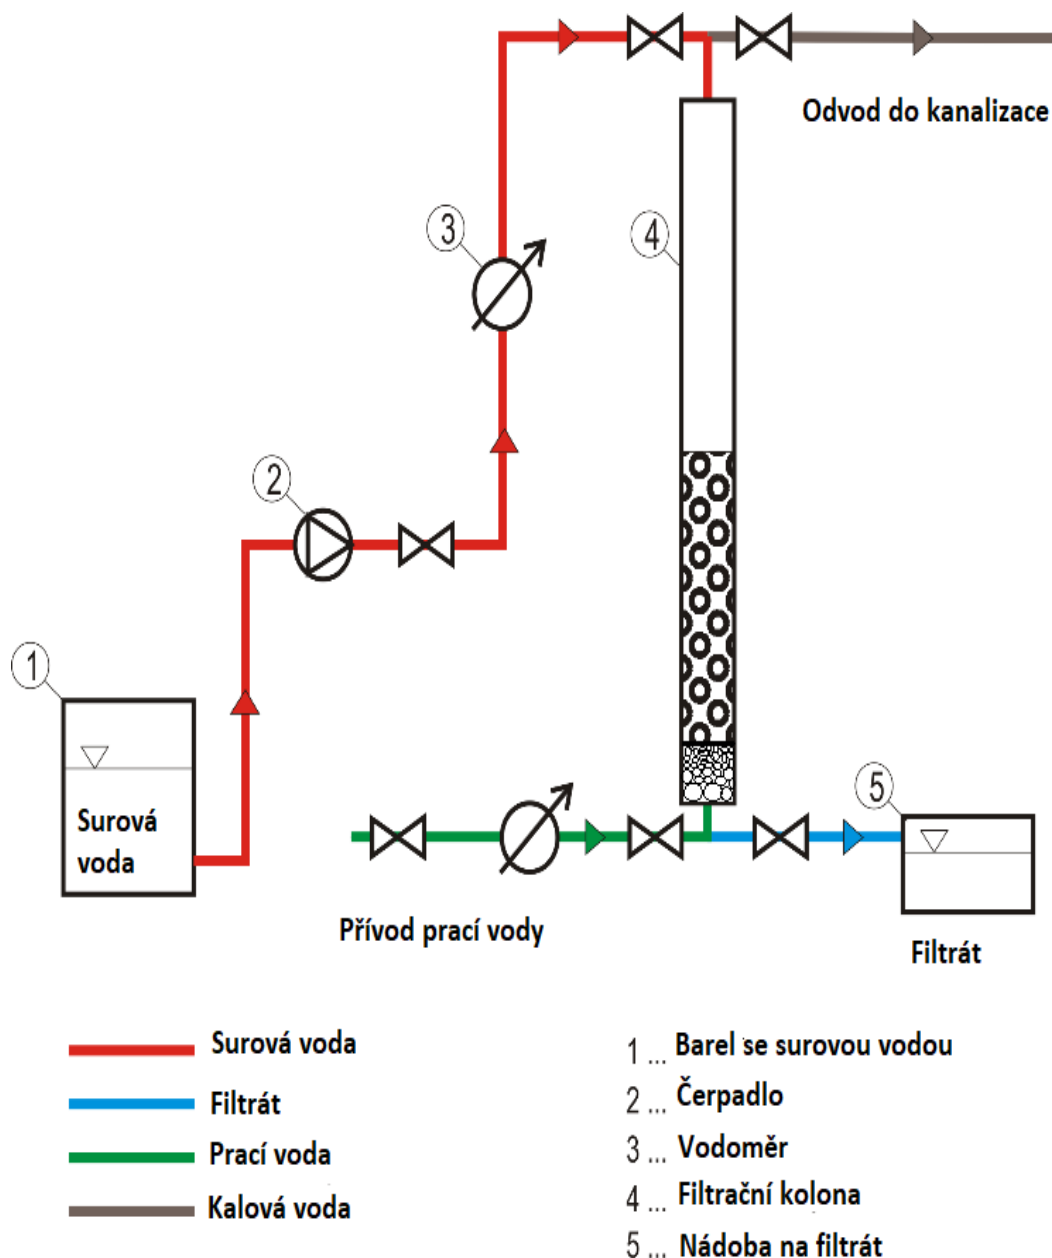 Odvod do kanalizace
3
4
2
1
Surová
voda
5
Přívod prací vody
Filtrát
Surová voda
Filtrát
Prací voda
Kalová voda
1 ... Barel se surovou vodou
2 ... Čerpadlo
3 ... Vodoměr
4 ... Filtrační kolona
5 ... Nádoba na filtrát